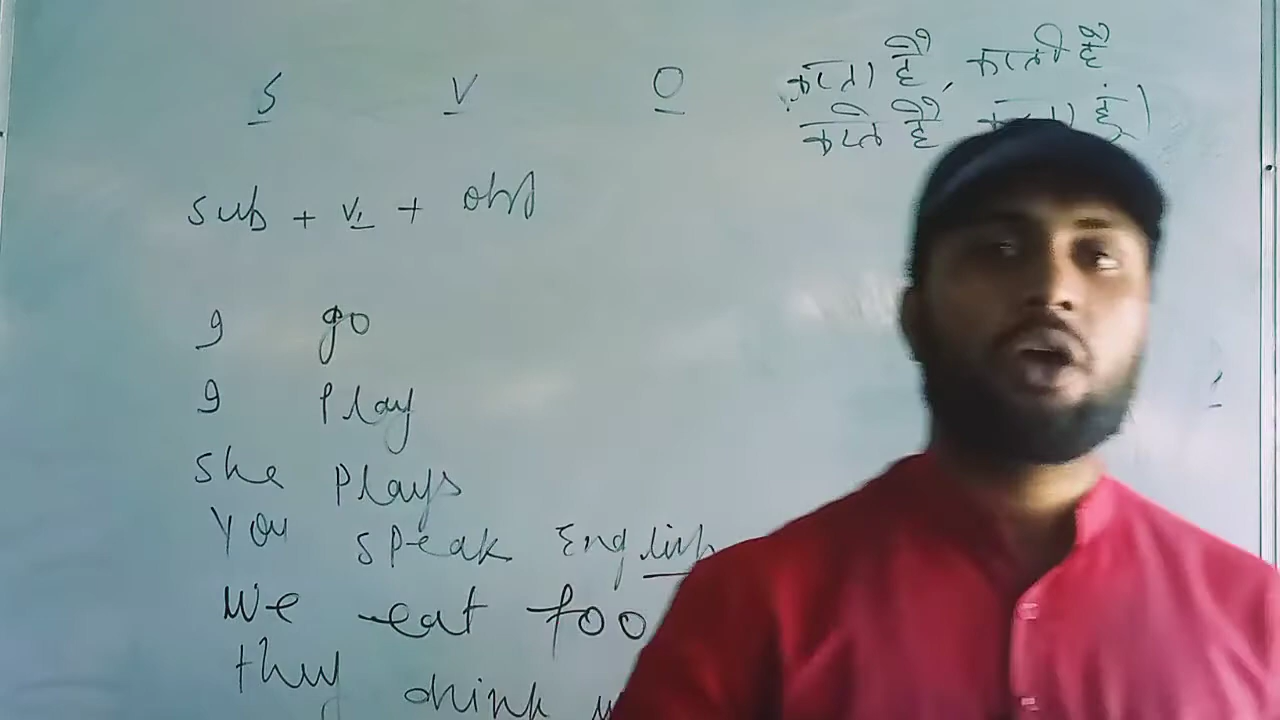 S V O करता है, करती है
करते है हूँ)
sub + V1 + obj
I go
I Play
She Plays
You speak English
We eat foo
they drink